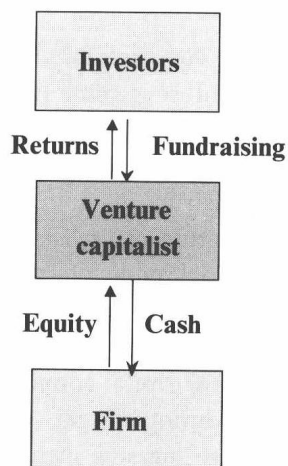 Investors
Returns Fundraising
Venture
capitalist
Equity Cash
Firm